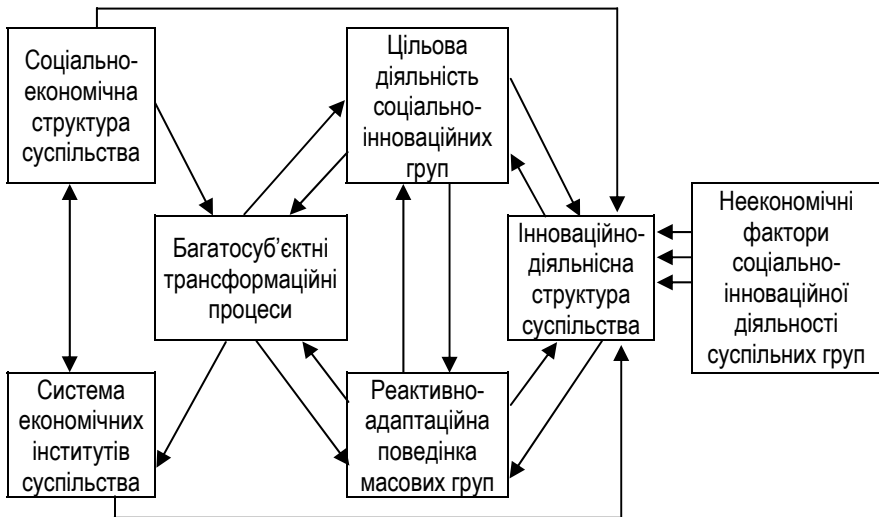 Соціально-
економічна
структура
суспільства
Цільова
діяльність
соціально-
інноваційних
груп
Багатосуб’єктні
трансформаційні
процеси
Інноваційно-
діяльнісна
структура
суспільства
Неекономічні
фактори
соціально-
інноваційної
діяльності
суспільних груп
Система
економічних
інститутів
суспільства
Реактивно-
адаптаційна
поведінка
масових груп